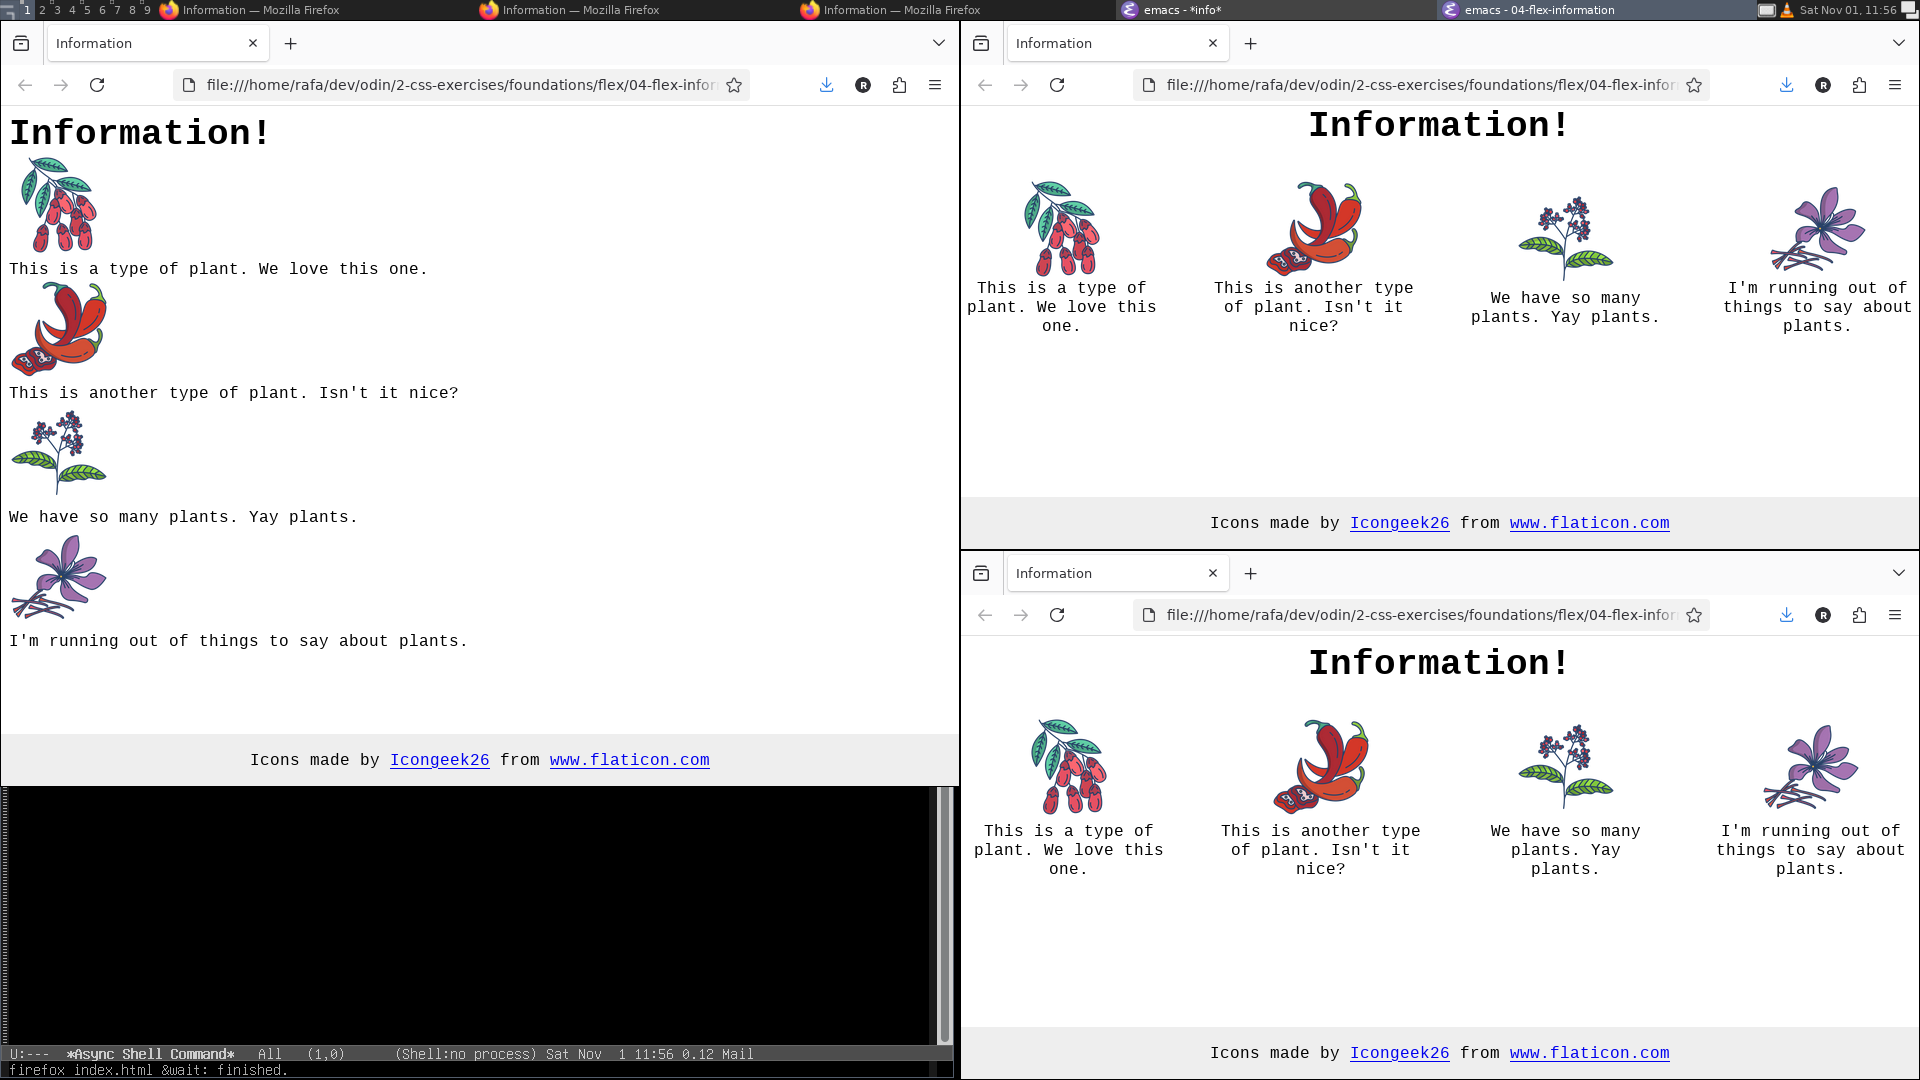 1 2 3 4 5 6 7 8 9 Information — Mozilla Firefox Information — Mozilla Firefox Information — Mozilla Firefox emacs - *info* emacs - 04-flex-information Sat Nov 01, 11:56
Information
file:///home/rafa/dev/odin/2-css-exercises/foundations/flex/04-flex-infor
R
Information!
This is a type of plant. We love this one.
This is another type of plant. Isn't it nice?
We have so many plants. Yay plants.
I'm running out of things to say about plants.
Icons made by Icongeek26 from www.flaticon.com
U:--- *Async Shell Command* All (1,0) (Shell:no process) Sat Nov 1 11:56 0.12 Mail
firefox index.html &wait: finished.
Information
file:///home/rafa/dev/odin/2-css-exercises/foundations/flex/04-flex-infor
R
Information!
This is a type of
plant. We love this
one.
This is another type
of plant. Isn't it
nice?
We have so many
plants. Yay plants.
I'm running out of
things to say about
plants.
Icons made by Icongeek26 from www.flaticon.com
Information
file:///home/rafa/dev/odin/2-css-exercises/foundations/flex/04-flex-infor
R
Information!
This is a type of
plant. We love this
one.
This is another type
of plant. Isn't it
nice?
We have so many
plants. Yay
plants.
I'm running out of
things to say about
plants.
Icons made by Icongeek26 from www.flaticon.com